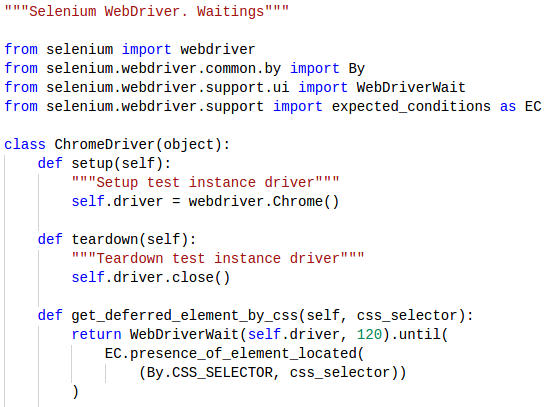 """Selenium WebDriver. Waitings"""
from selenium import webdriver
from selenium.webdriver.common.by import By
from selenium.webdriver.support.ui import WebDriverWait
from selenium.webdriver.support import expected_conditions as EC
class ChromeDriver(object):
    def setup(self):
        """Setup test instance driver"""
        self.driver = webdriver.Chrome()
    def teardown(self):
        """Teardown test instance driver"""
        self.driver.close()
    def get_deferred_element_by_css(self, css_selector):
        return WebDriverWait(self.driver, 120).until(
            EC.presence_of_element_located(
                (By.CSS_SELECTOR, css_selector))
        )